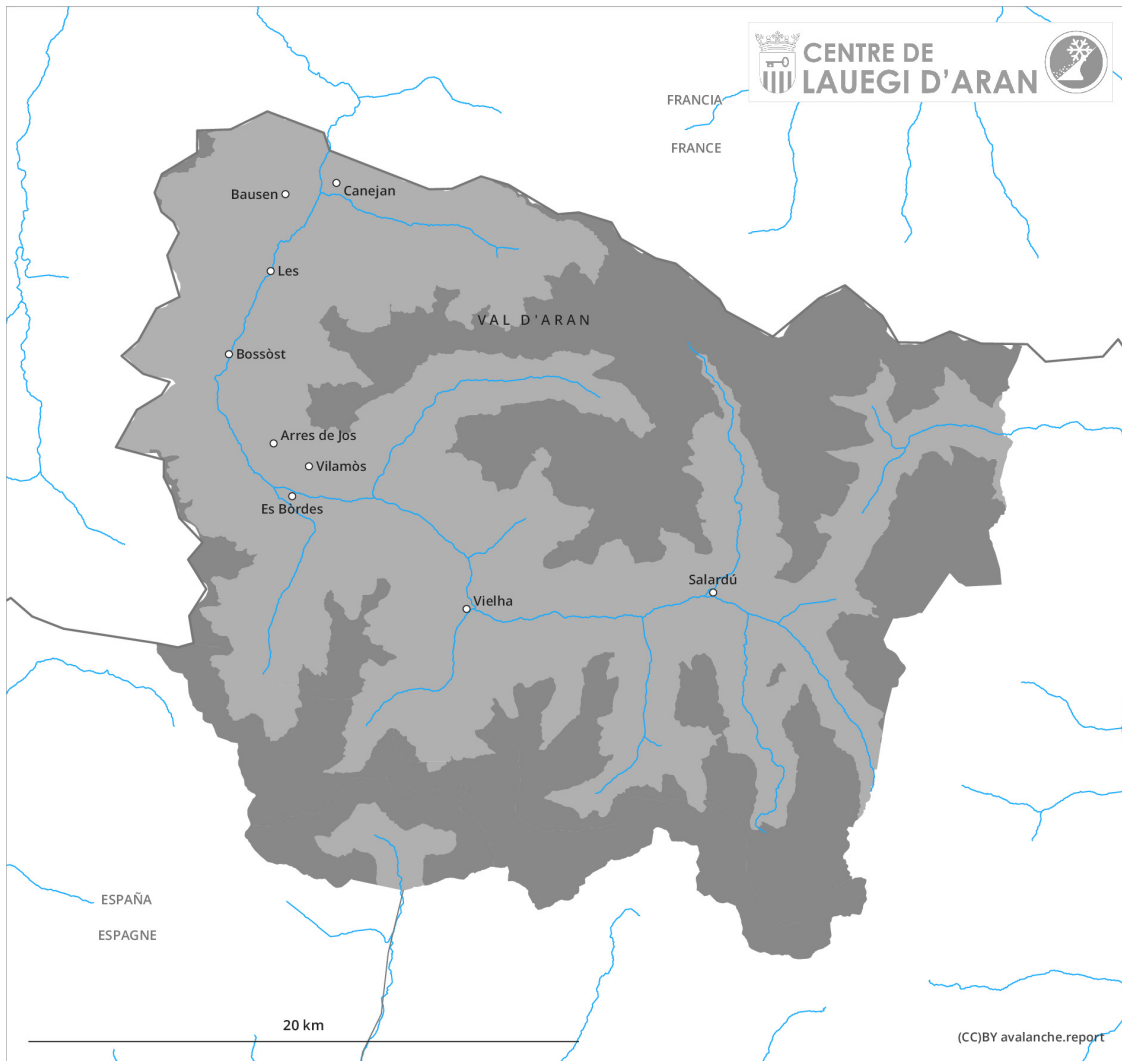 CENTRE DE
LAUEGI D'ARAN
FRANCIA
FRANCE
Canejan
Bausen
Les
VAL D'ARAN
Bossòst
Arres de Jos
Vilamòs
Es Bòrdes
Salardú
Vielha
ESPAÑA
ESPAGNE
20 km
(CC)BY avalanche.report